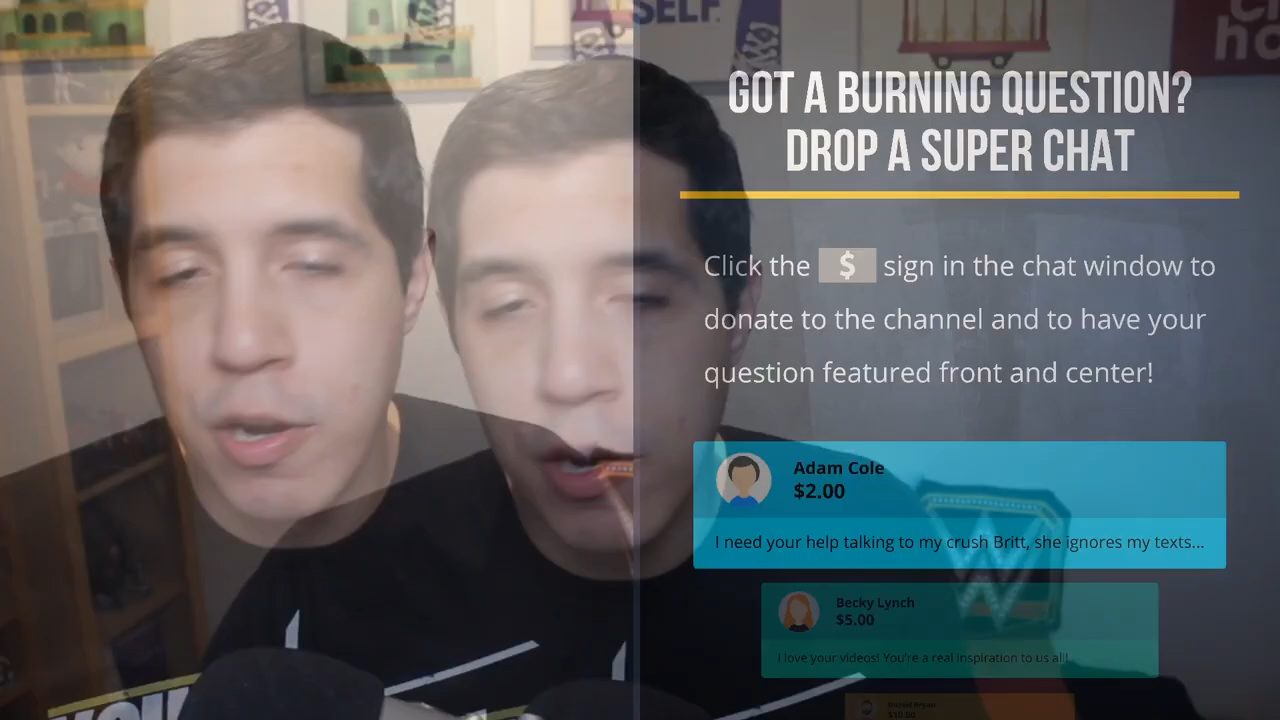 SELF.
GOT A BURNING QUESTION?
DROP A SUPER CHAT
Click the $ sign in the chat window to
donate to the channel and to have your
question featured front and center!
Adam Cole
$2.00
I need your help talking to my crush Britt, she ignores my texts...
Becky Lynch
$5.00
I love your videos! You're a real inspiration to us all!
$10.00